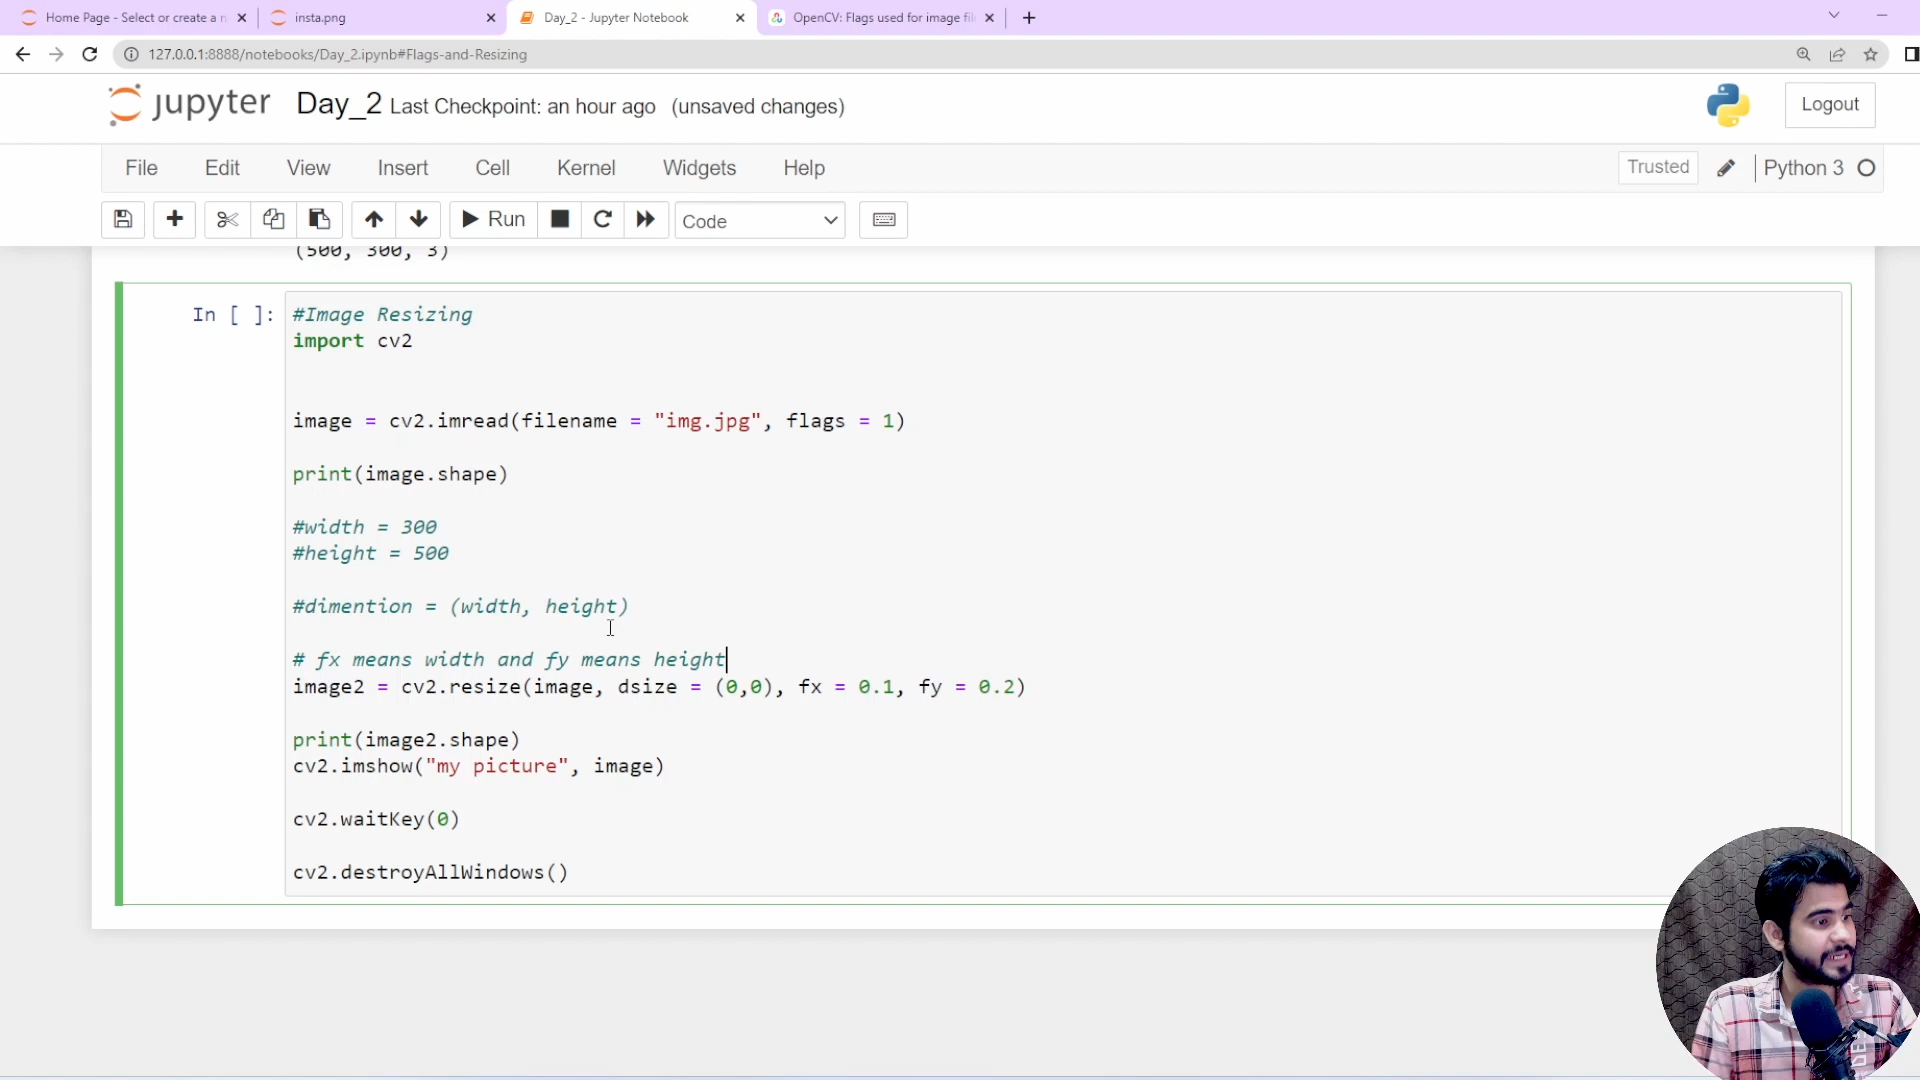 Home Page - Select or create a n
insta.png
Day_2 - Jupyter Notebook
OpenCV: Flags used for image fil
127.0.0.1:8888/notebooks/Day_2.ipynb#Flags-and-Resizing
jupyter Day_2 Last Checkpoint: an hour ago (unsaved changes)
Logout
File Edit View Insert Cell Kernel Widgets Help
Trusted
Python 3
Run
Code
(500, 300, 3)
In [ ]: #Image Resizing
import cv2
image = cv2.imread(filename = "img.jpg", flags = 1)
print(image.shape)
#width = 300
#height = 500
#dimention = (width, height)
# fx means width and fy means height
image2 = cv2.resize(image, dsize = (0,0), fx = 0.1, fy = 0.2)
print(image2.shape)
cv2.imshow("my picture", image)
cv2.waitKey(0)
cv2.destroyAllWindows()